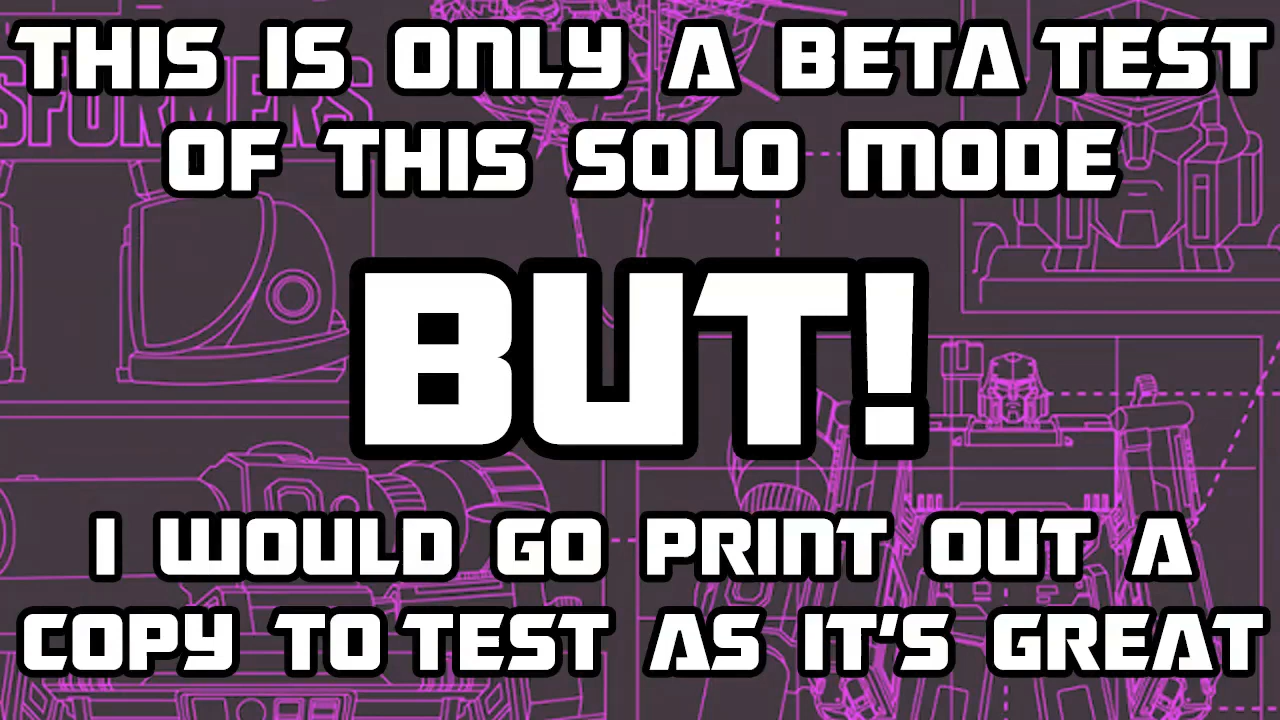 THIS IS ONLY A BETA TEST
SFORMERS
OF THIS SOLO MODE
BUT!
I WOULD GO PRINT OUT A
COPY TO TEST AS IT'S GREAT